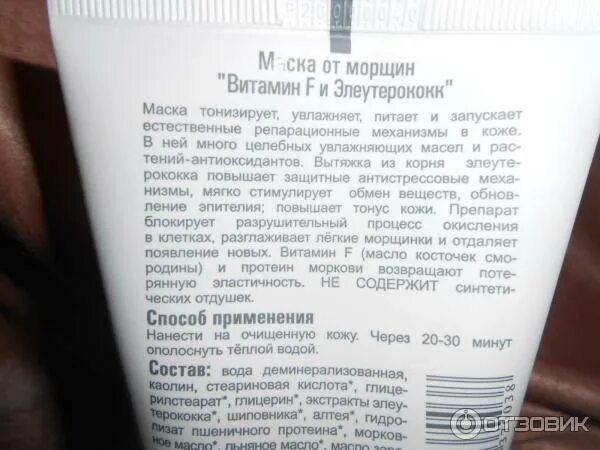 Маска от морщин
"Витамин F и Элеутерококк"
Маска тонизирует, увлажняет, питает и запускает
естественные репарационные механизмы в коже.
В ней много целебных увлажняющих масел и рас-
тений-антиоксидантов. Вытяжка из корня элеуте-
рококка повышает защитные антистрессовые меха-
низмы, мягко стимулирует обмен веществ, обнов-
ление эпителия; повышает тонус кожи. Препарат
блокирует разрушительный процесс окисления
в клетках, разглаживает лёгкие морщинки и отдаляет
появление новых. Витамин F (масло косточек смо-
родины) и протеин моркови возвращают поте-
рянную эластичность. НЕ СОДЕРЖИТ синтети-
ческих отдушек.
Способ применения
Нанести на очищенную кожу. Через 20-30 минут
ополоснуть тёплой водой.
Состав: вода деминерализованная,
каолин, стеариновая кислота*, глице-
рилстеарат*, глицерин*, экстракты элеу-
терококка*, шиповника*, алтея*, гидро-
лизат пшеничного протеина*, морков-
ное масло*, льняное масло*, масло
ОТЗОВИК